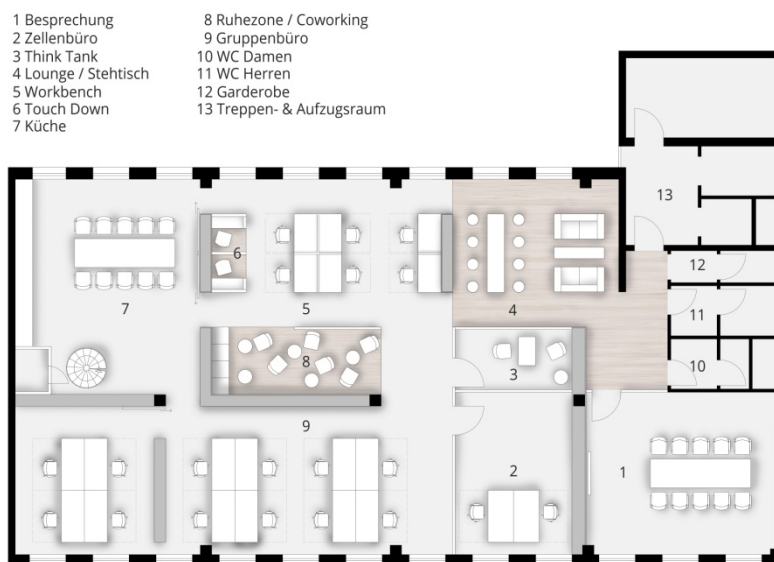 1 Besprechung
2 Zellenbüro
3 Think Tank
4 Lounge / Stehtisch
5 Workbench
6 Touch Down
7 Küche
8 Ruhezone / Coworking
9 Gruppenbüro
10 WC Damen
11 WC Herren
12 Garderobe
13 Treppen- & Aufzugsraum
13
6
12
7
5
4
11
8
3
10
9
2
1